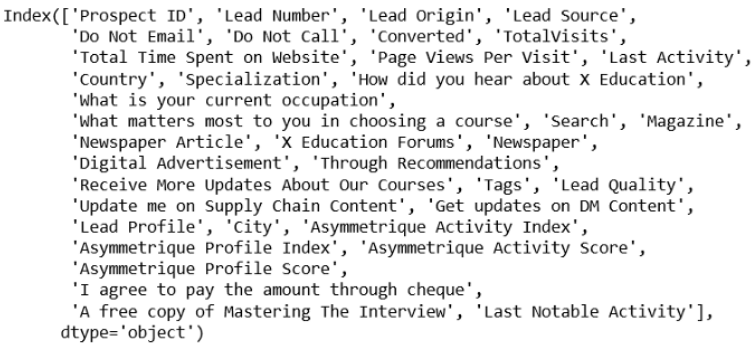 Index(['Prospect ID', 'Lead Number', 'Lead Origin', 'Lead Source',
'Do Not Email', 'Do Not Call', 'Converted', 'TotalVisits',
'Total Time Spent on Website', 'Page Views Per Visit', 'Last Activity',
'Country', 'Specialization', 'How did you hear about X Education',
'What is your current occupation',
'What matters most to you in choosing a course', 'Search', 'Magazine',
'Newspaper Article', 'X Education Forums', 'Newspaper',
'Digital Advertisement', 'Through Recommendations',
'Receive More Updates About Our Courses', 'Tags', 'Lead Quality',
'Update me on Supply Chain Content', 'Get updates on DM Content',
'Lead Profile', 'City', 'Asymmetrique Activity Index',
'Asymmetrique Profile Index', 'Asymmetrique Activity Score',
'Asymmetrique Profile Score',
'I agree to pay the amount through cheque',
'A free copy of Mastering The Interview', 'Last Notable Activity'],
dtype='object')